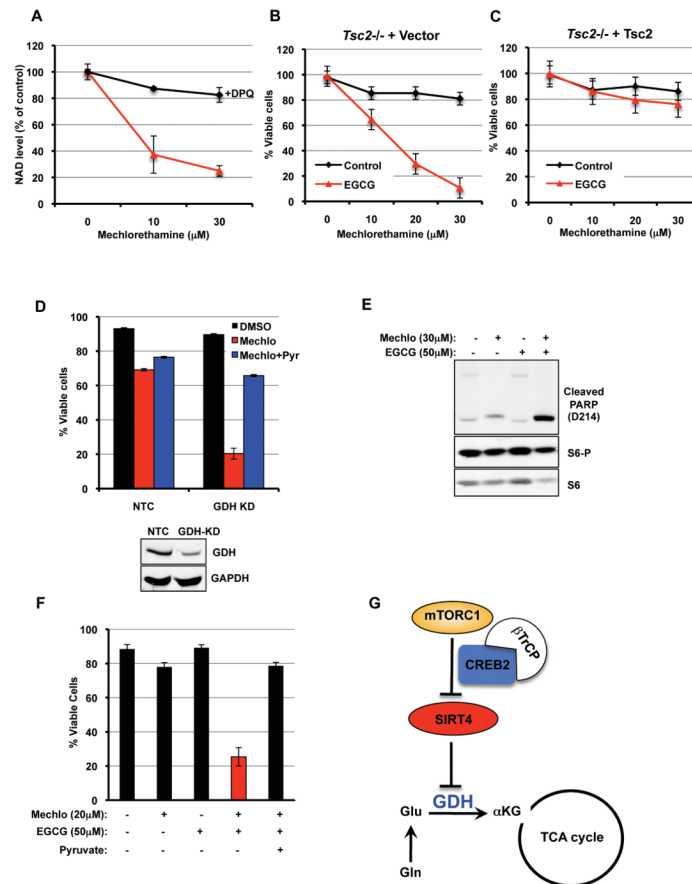 A
120
100
80
60
40
20
0
NAD level (% of control)
+DPQ
0 10 30
Mechlorethamine (μM)
B
Tsc2-/- + Vector
120
100
80
60
40
20
0
% Viable cells
Control
EGCG
0 10 20 30
Mechlorethamine (μM)
C
Tsc2-/- + Tsc2
120
100
80
60
40
20
0
% Viable cells
Control
EGCG
0 10 20 30
Mechlorethamine (μM)
D
100
80
60
40
20
0
% Viable cells
DMSO
Mechlo
Mechlo+Pyr
NTC GDH KD
NTC GDH-KD
GDH
GAPDH
E
Mechlo (30μM): - + - +
EGCG (50μM): - - + +
Cleaved
PARP
(D214)
S6-P
S6
F
100
80
60
40
20
0
% Viable Cells
Mechlo (20μM): - + - + +
EGCG (50μM): - - + + +
Pyruvate: - - - - +
G
mTORC1
βTrCP
CREB2
SIRT4
GDH
Glu αKG
TCA cycle
Gln